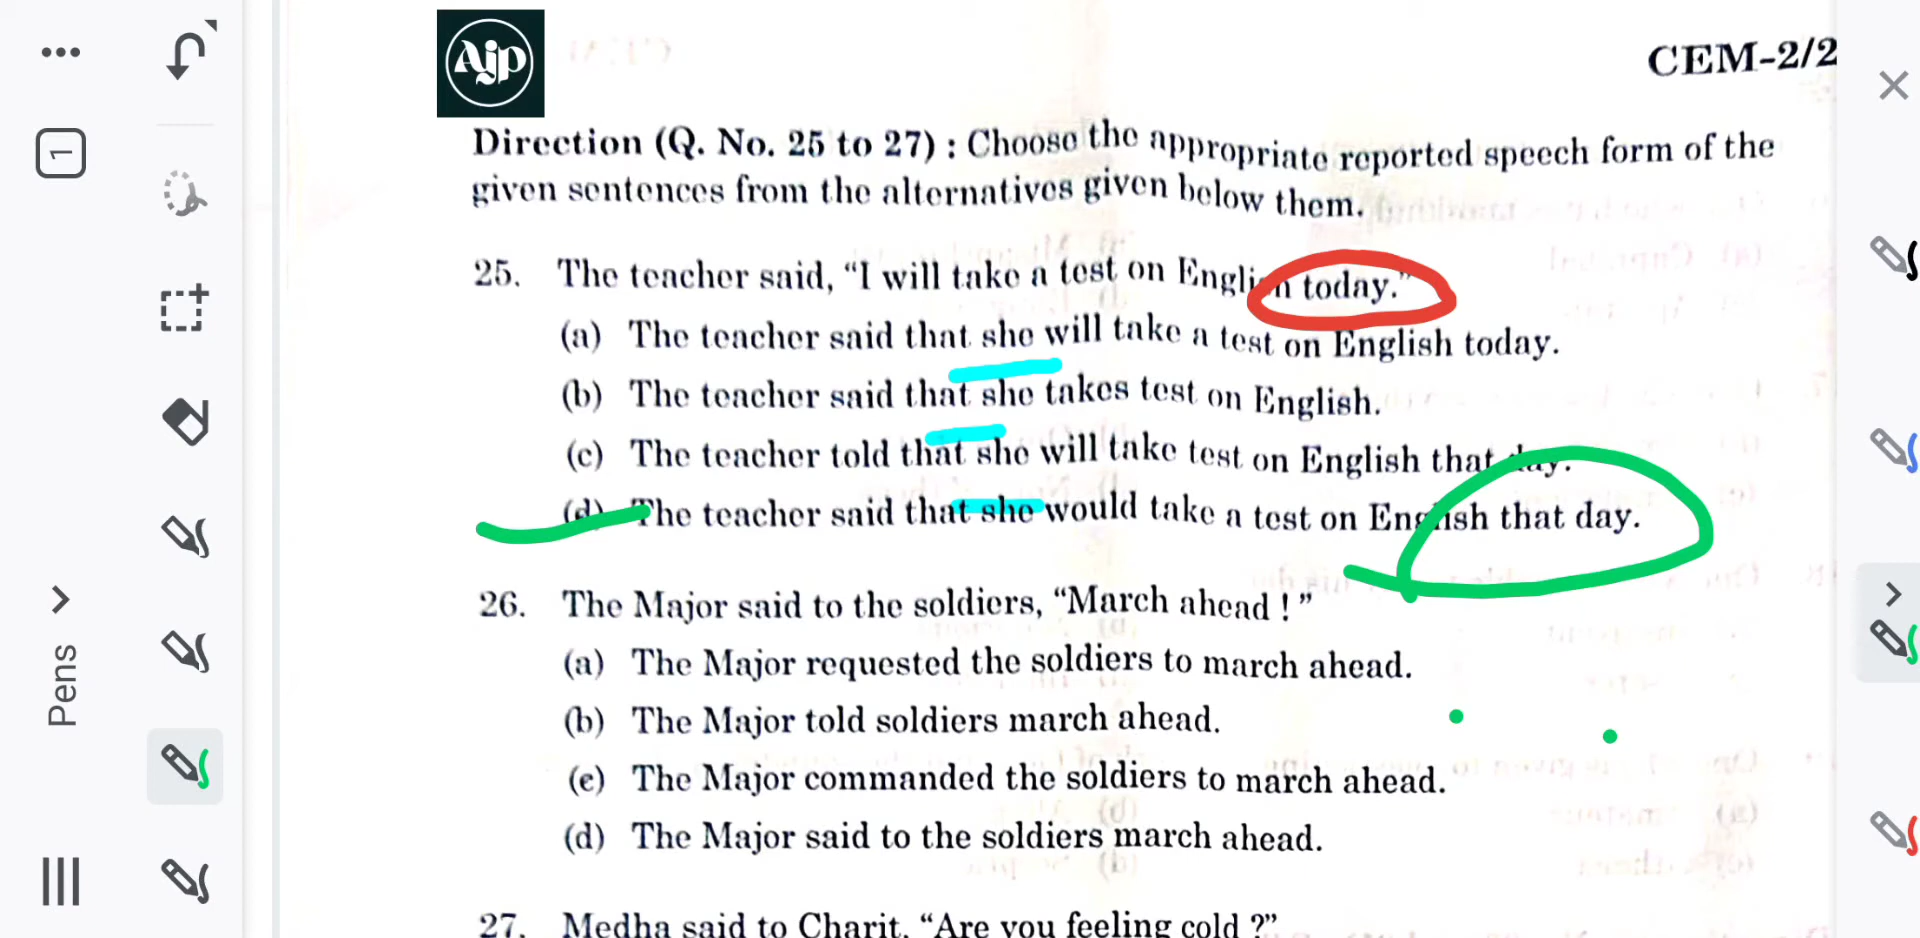 Ajp
CEM-2/2
Direction (Q. No. 25 to 27) : Choose the appropriate reported speech form of the
given sentences from the alternatives given below them.
25. The teacher said, “I will take a test on English today.”
(a) The teacher said that she will take a test on English today.
(b) The teacher said that she takes test on English.
(c) The teacher told that she will take test on English that day.
(d) The teacher said that she would take a test on English that day.
26. The Major said to the soldiers, “March ahead ! ”
(a) The Major requested the soldiers to march ahead.
(b) The Major told soldiers march ahead.
(c) The Major commanded the soldiers to march ahead.
(d) The Major said to the soldiers march ahead.
27. Medha said to Charit, “Are you feeling cold ?”
1
Pens